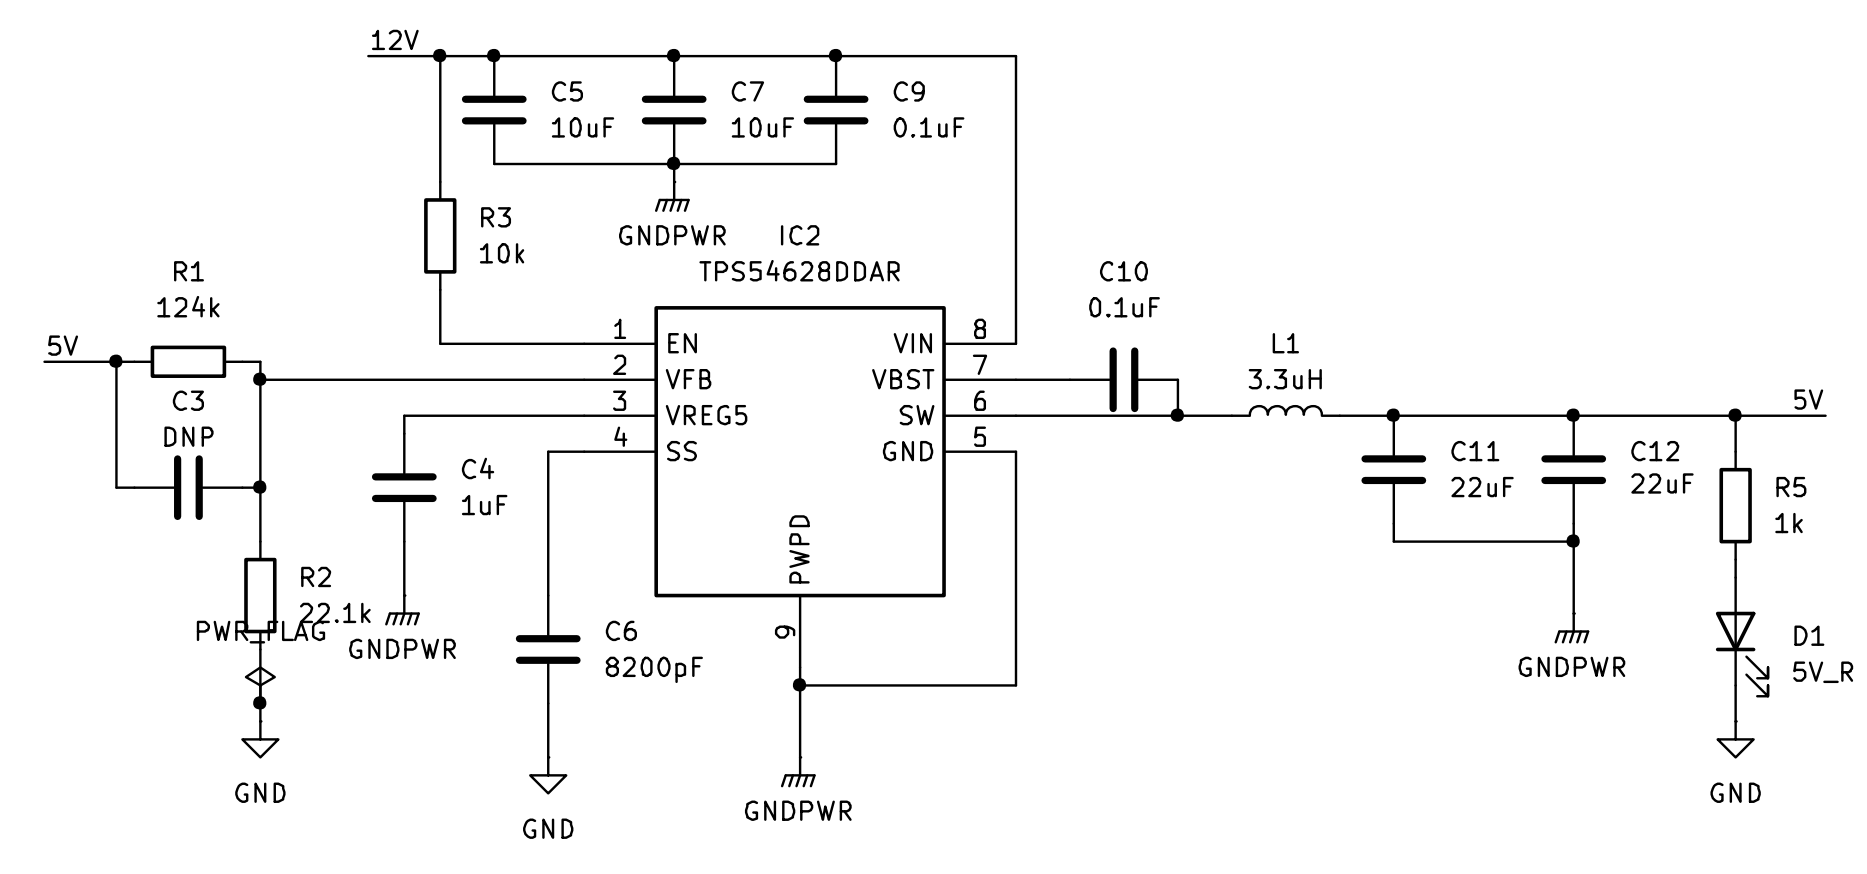 12V
C5
10uF
C7
10uF
C9
0.1uF
R3
10k
GNDPWR
IC2
TPS54628DDAR
R1
124k
5V
C3
DNP
R2
22.1k
PWR_FLAG
GND
C4
1uF
GNDPWR
C6
8200pF
GND
1
2
3
4
EN
VFB
VREG5
SS
VIN
VBST
SW
GND
PWPD
8
7
6
5
9
GNDPWR
C10
0.1uF
L1
3.3uH
5V
C11
22uF
C12
22uF
R5
1k
GNDPWR
D1
5V_R
GND